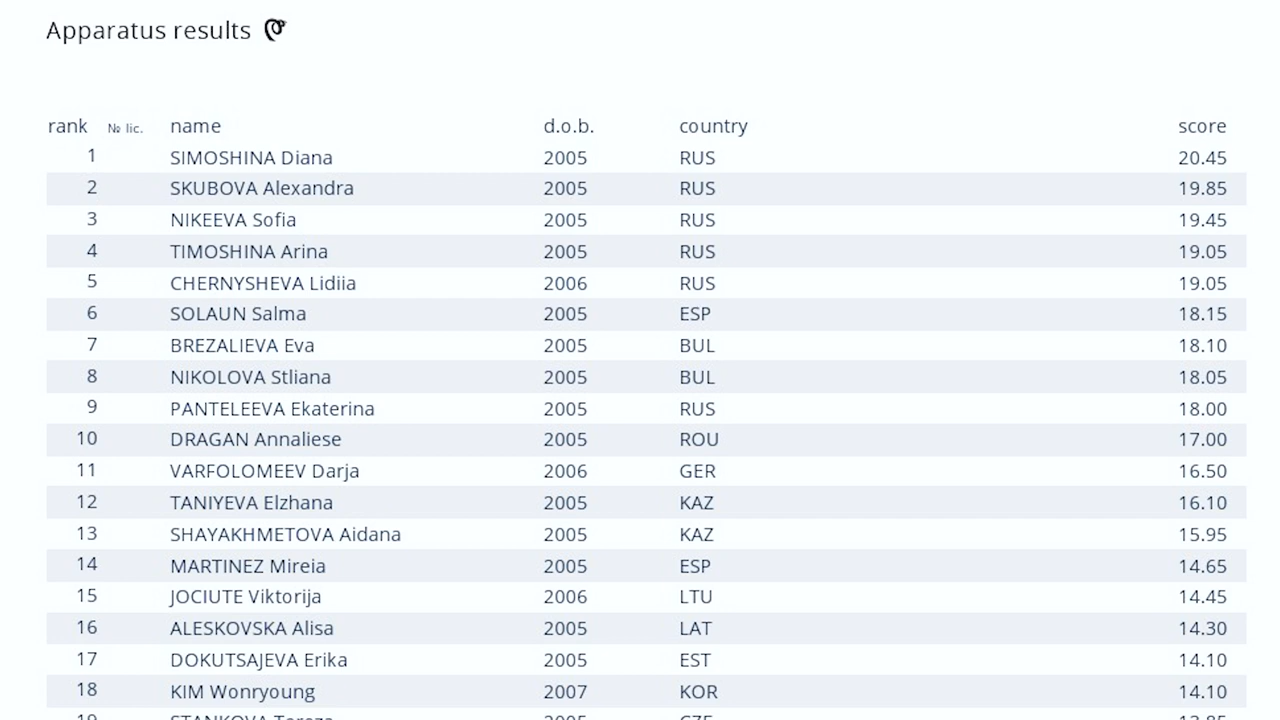 Apparatus results
rank № lic. name d.o.b. country score
1 SIMOSHINA Diana 2005 RUS 20.45
2 SKUBOVA Alexandra 2005 RUS 19.85
3 NIKEEVA Sofia 2005 RUS 19.45
4 TIMOSHINA Arina 2005 RUS 19.05
5 CHERNYSHEVA Lidiia 2006 RUS 19.05
6 SOLAUN Salma 2005 ESP 18.15
7 BREZALIEVA Eva 2005 BUL 18.10
8 NIKOLOVA Stliana 2005 BUL 18.05
9 PANTELEEVA Ekaterina 2005 RUS 18.00
10 DRAGAN Annaliese 2005 ROU 17.00
11 VARFOLOMEEV Darja 2006 GER 16.50
12 TANIYEVA Elzhana 2005 KAZ 16.10
13 SHAYAKHMETOVA Aidana 2005 KAZ 15.95
14 MARTINEZ Mireia 2005 ESP 14.65
15 JOCIUTE Viktorija 2006 LTU 14.45
16 ALESKOVSKA Alisa 2005 LAT 14.30
17 DOKUTSAJEVA Erika 2005 EST 14.10
18 KIM Wonryoung 2007 KOR 14.10